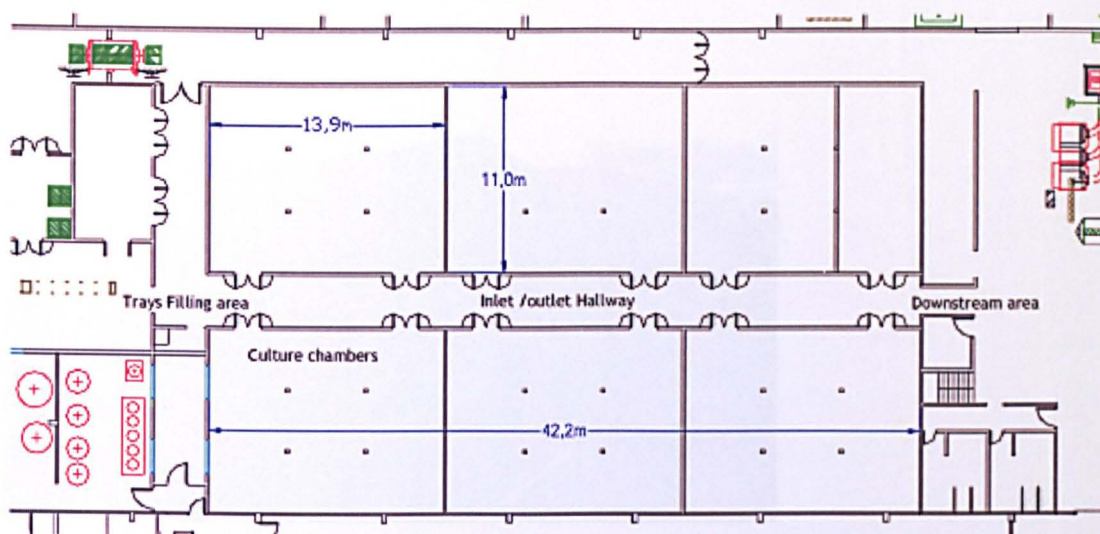 13,9m
11,0m
Trays Filling area
Inlet /outlet Hallway
Downstream area
Culture chambers
42,2m